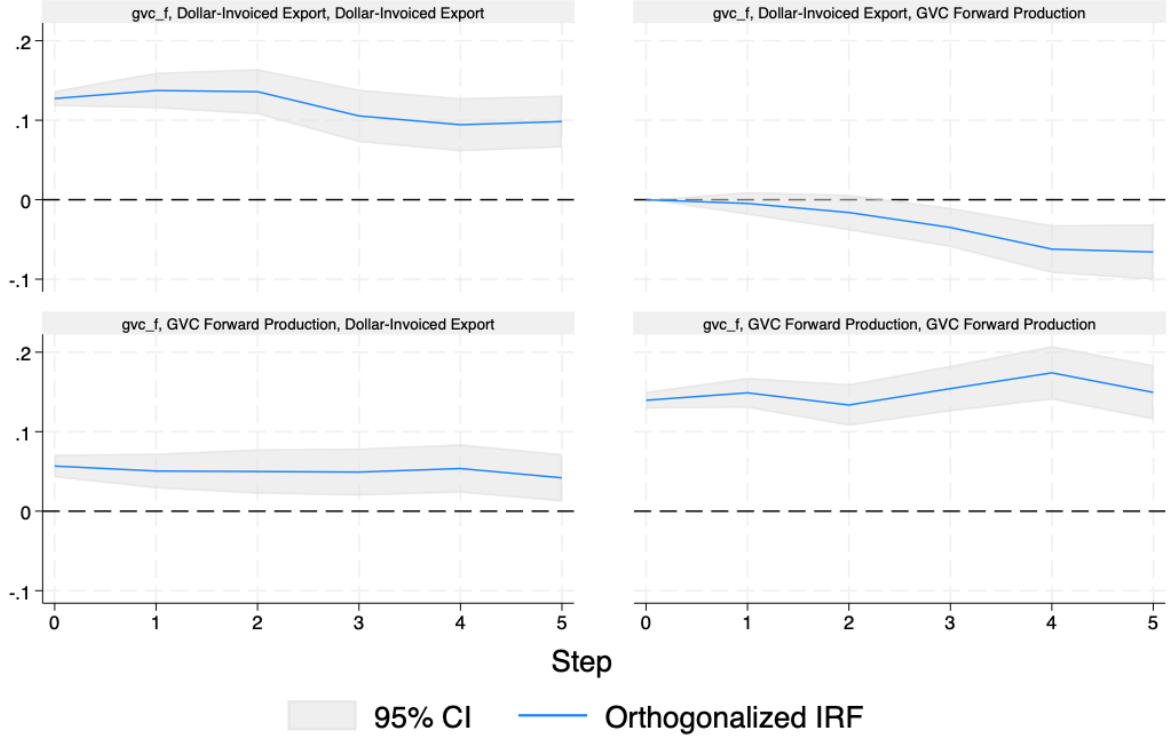 gvc_f, Dollar-Invoiced Export, Dollar-Invoiced Export
gvc_f, Dollar-Invoiced Export, GVC Forward Production
.2
.1
0
-.1
gvc_f, GVC Forward Production, Dollar-Invoiced Export
gvc_f, GVC Forward Production, GVC Forward Production
.2
.1
0
-.1
0 1 2 3 4 5
0 1 2 3 4 5
Step
95% CI
Orthogonalized IRF